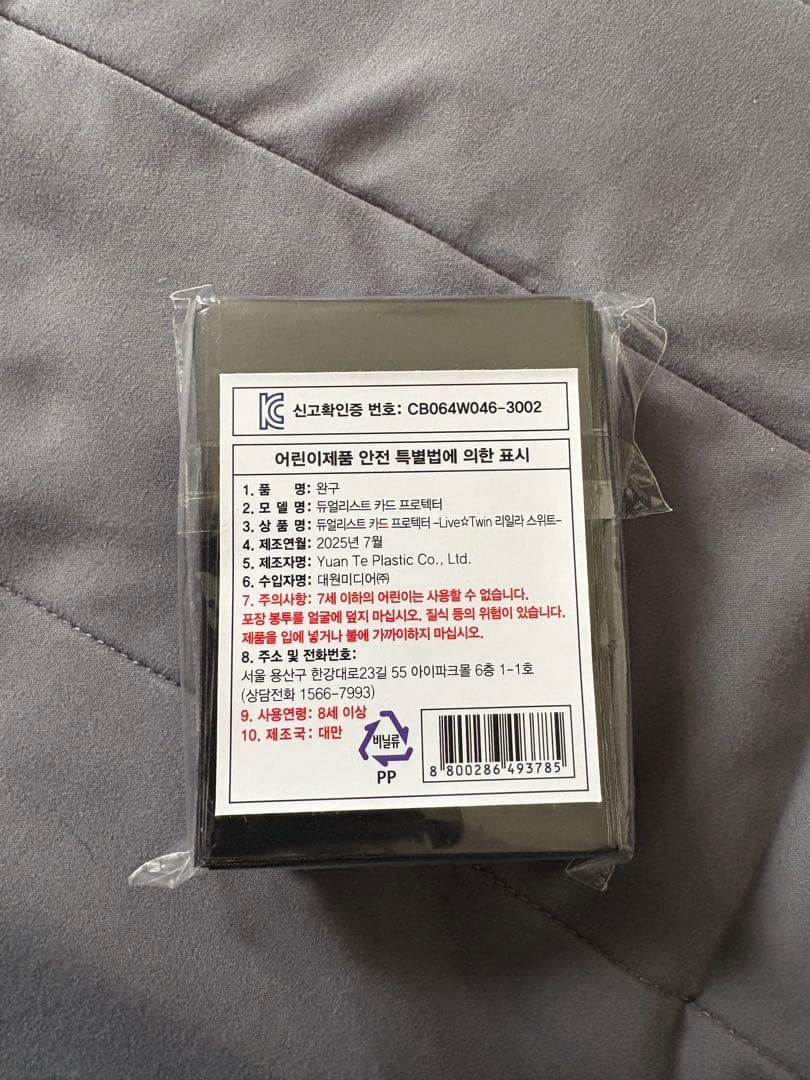 KC 신고확인증 번호: CB064W046-3002
어린이제품 안전 특별법에 의한 표시
1. 품 명: 완구
2. 모 델 명: 듀얼리스트 카드 프로텍터
3. 상 품 명: 듀얼리스트 카드 프로텍터 -Live☆Twin 리일라 스위트-
4. 제조연월: 2025년 7월
5. 제조자명: Yuan Te Plastic Co., Ltd.
6. 수입자명: 대원미디어㈜
7. 주의사항: 7세 이하의 어린이는 사용할 수 없습니다.
포장 봉투를 얼굴에 덮지 마십시오. 질식 등의 위험이 있습니다.
제품을 입에 넣거나 불에 가까이하지 마십시오.
8. 주소 및 전화번호:
서울 용산구 한강대로23길 55 아이파크몰 6층 1-1호
(상담전화 1566-7993)
9. 사용연령: 8세 이상
10. 제조국: 대만
비닐류
PP
8 800286 493785